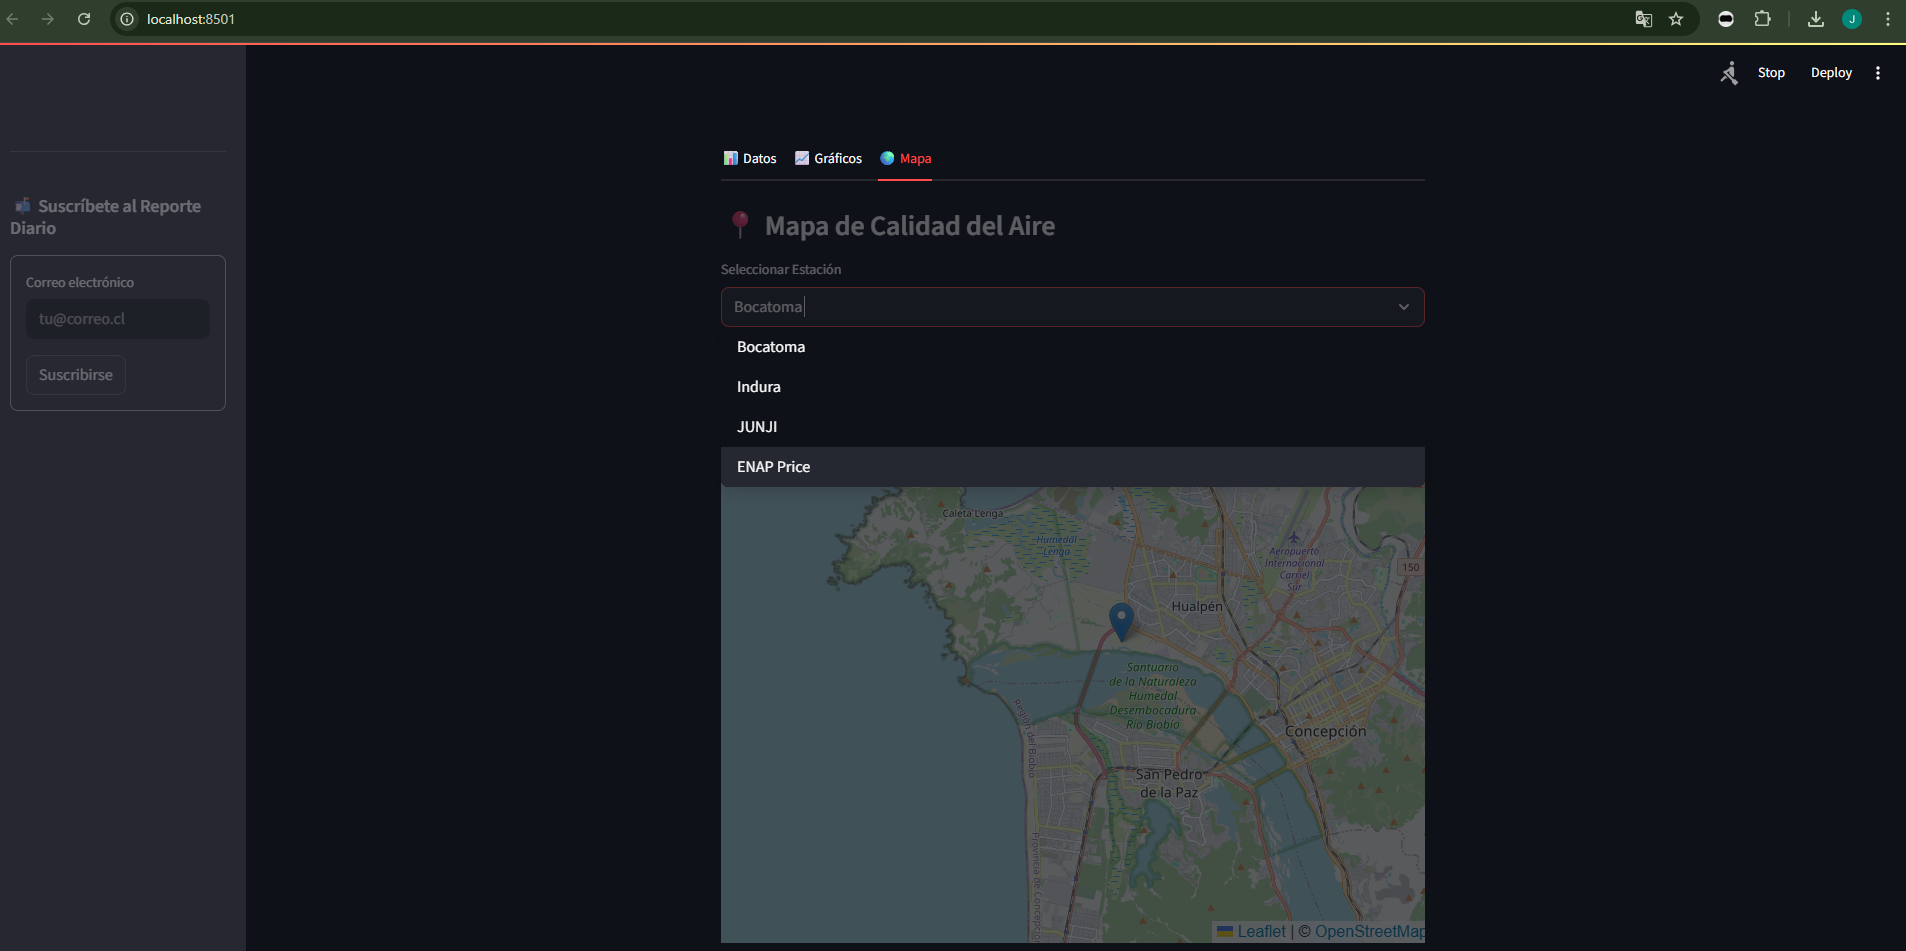 localhost:8501
J
Stop
Deploy
Suscríbete al Reporte
Diario
Correo electrónico
tu@correo.cl
Suscribirse
Datos
Gráficos
Mapa
Mapa de Calidad del Aire
Seleccionar Estación
Bocatoma
Bocatoma
Indura
JUNJI
ENAP Price
Caleta Lenga
Humedal
Lenga
Aeropuerto
Internacional
Carriel
Sur
150
Hualpén
Santuario
de la Naturaleza
Humedal
Desembocadura
Río Biobío
Región del Biobío
Concepción
San Pedro
de la Paz
Provincia de Concepción
Leaflet | © OpenStreetMap